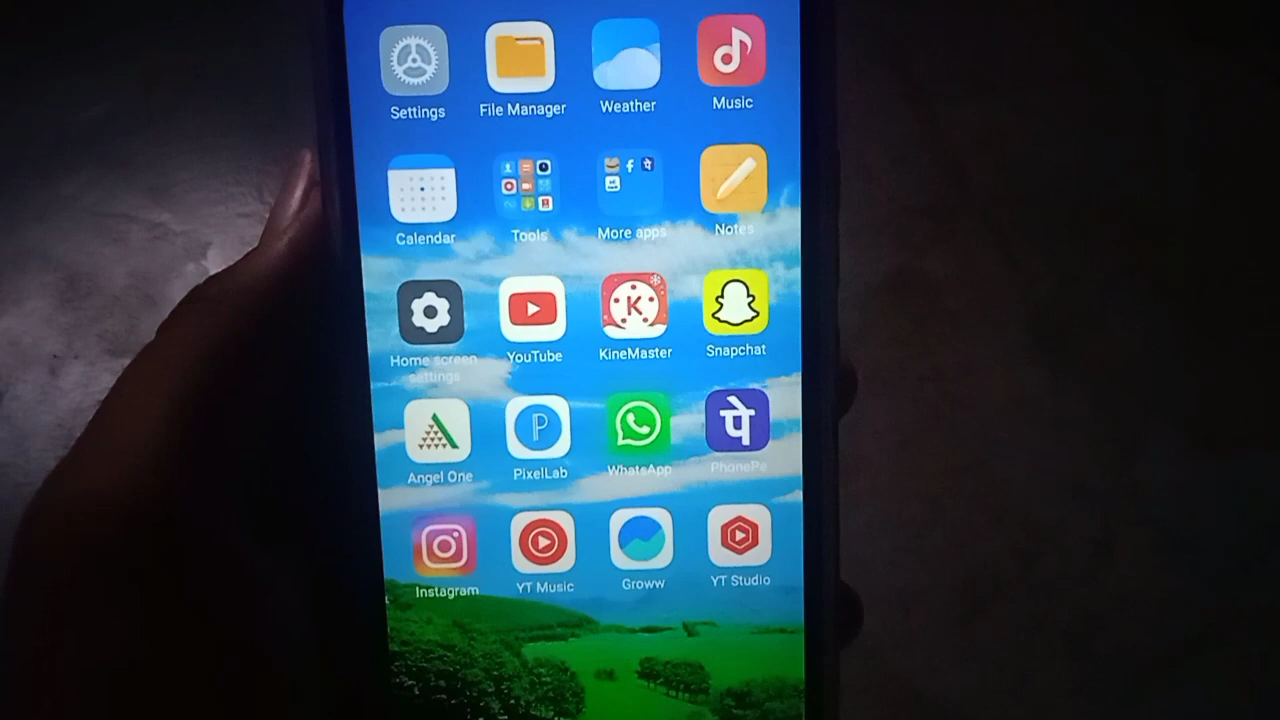 Settings
File Manager
Weather
Music
Calendar
Tools
More apps
Notes
Home screen
settings
YouTube
K
KineMaster
Snapchat
Angel One
P
PixelLab
WhatsApp
पे
PhonePe
Instagram
YT Music
Groww
YT Studio